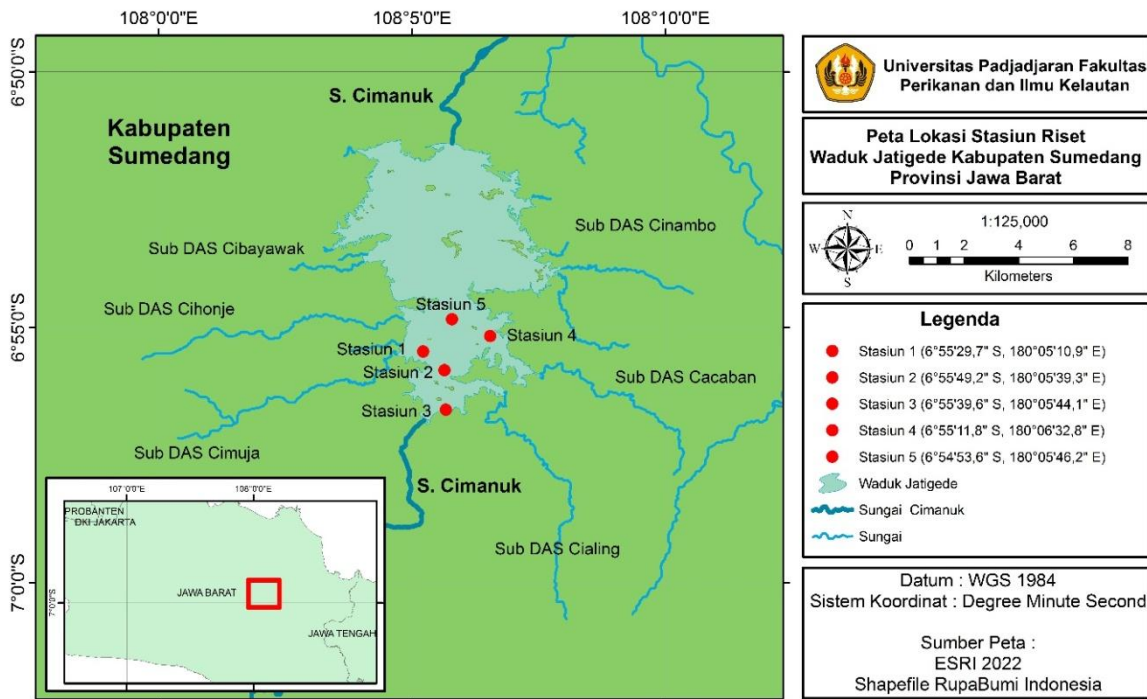 108°0'0"E
108°5'0"E
108°10'0"E
6°50'0"S
6°55'0"S
7°0'0"S
S. Cimanuk
Kabupaten
Sumedang
Sub DAS Cinambo
Sub DAS Cibayawak
Sub DAS Cihonje
Stasiun 5
Stasiun 4
Stasiun 1
Stasiun 2
Sub DAS Cacaban
Stasiun 3
Sub DAS Cimuja
S. Cimanuk
Sub DAS Cialing
107°0'0"E
108°0'0"E
PROBANTEN
DKI JAKARTA
JAWA BARAT
7°0'0"S
JAWA TENGAH
Universitas Padjadjaran Fakultas
Perikanan dan Ilmu Kelautan
Peta Lokasi Stasiun Riset
Waduk Jatigede Kabupaten Sumedang
Provinsi Jawa Barat
N
W
E
S
1:125,000
0 1 2 4 6 8
Kilometers
Legenda
Stasiun 1 (6°55'29,7" S, 180°05'10,9" E)
Stasiun 2 (6°55'49,2" S, 180°05'39,3" E)
Stasiun 3 (6°55'39,6" S, 180°05'44,1" E)
Stasiun 4 (6°55'11,8" S, 180°06'32,8" E)
Stasiun 5 (6°54'53,6" S, 180°05'46,2" E)
Waduk Jatigede
Sungai Cimanuk
Sungai
Datum : WGS 1984
Sistem Koordinat : Degree Minute Second
Sumber Peta :
ESRI 2022
Shapefile RupaBumi Indonesia